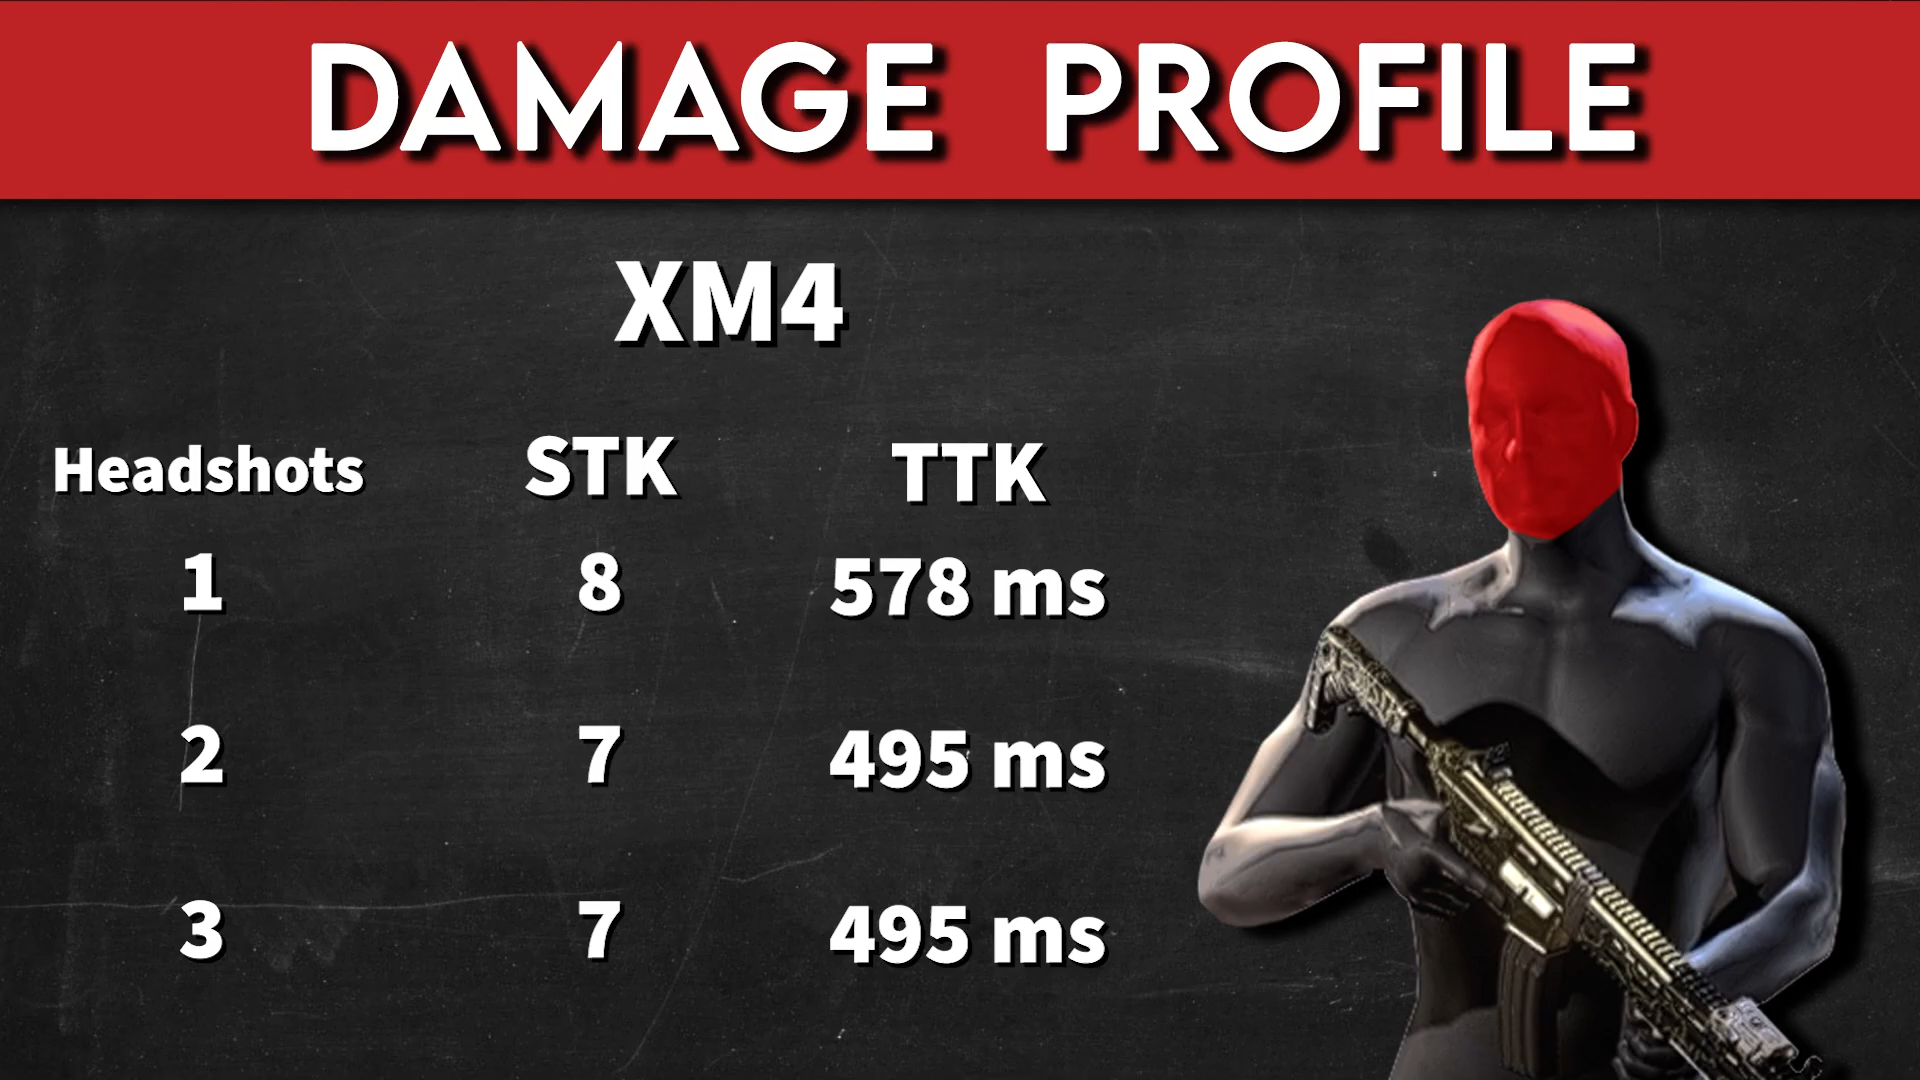 DAMAGE PROFILE
XM4
Headshots STK TTK
1 8 578 ms
2 7 495 ms
3 7 495 ms